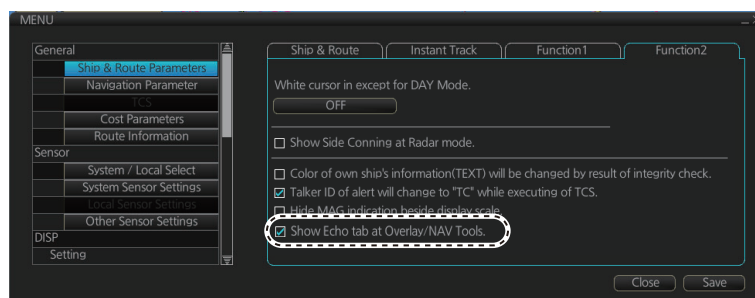 MENU
General
Ship & Route Parameters
Navigation Parameter
TCS
Cost Parameters
Route Information
Sensor
System / Local Select
System Sensor Settings
Local Sensor Settings
Other Sensor Settings
DISP
Setting
Ship & Route
Instant Track
Function1
Function2
White cursor in except for DAY Mode.
OFF
Show Side Conning at Radar mode.
Color of own ship's information(TEXT) will be changed by result of integrity check.
Talker ID of alert will change to "TC" while executing of TCS.
Hide MAG indication beside display scale.
Show Echo tab at Overlay/NAV Tools.
Close
Save